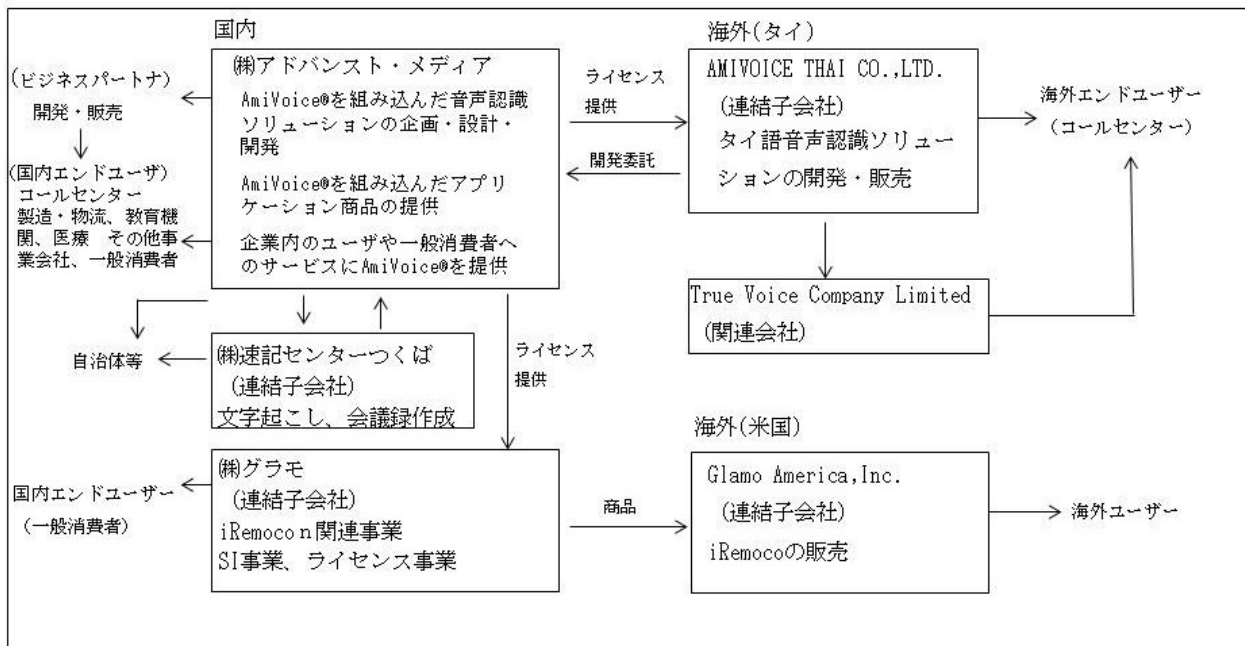 国内
㈱アドバンスト・メディア
AmiVoice®を組み込んだ音声認識
ソリューションの企画・設計・
開発
AmiVoice®を組み込んだアプリ
ケーション商品の提供
企業内のユーザや一般消費者へ
のサービスにAmiVoice®を提供
(ビジネスパートナ)
開発・販売
(国内エンドユーザ)
コールセンター
製造・物流、教育機
関、医療 その他事
業会社、一般消費者
自治体等
㈱速記センターつくば
(連結子会社)
文字起こし、会議録作成
ライセンス
提供
開発委託
海外(タイ)
AMIVOICE THAI CO.,LTD.
(連結子会社)
タイ語音声認識ソリュー
ションの開発・販売
海外エンドユーザー
(コールセンター)
True Voice Company Limited
(関連会社)
ライセンス
提供
㈱グラモ
(連結子会社)
iRemocon関連事業
SI事業、ライセンス事業
国内エンドユーザー
(一般消費者)
商品
海外(米国)
Glamo America,Inc.
(連結子会社)
iRemocoの販売
海外ユーザー